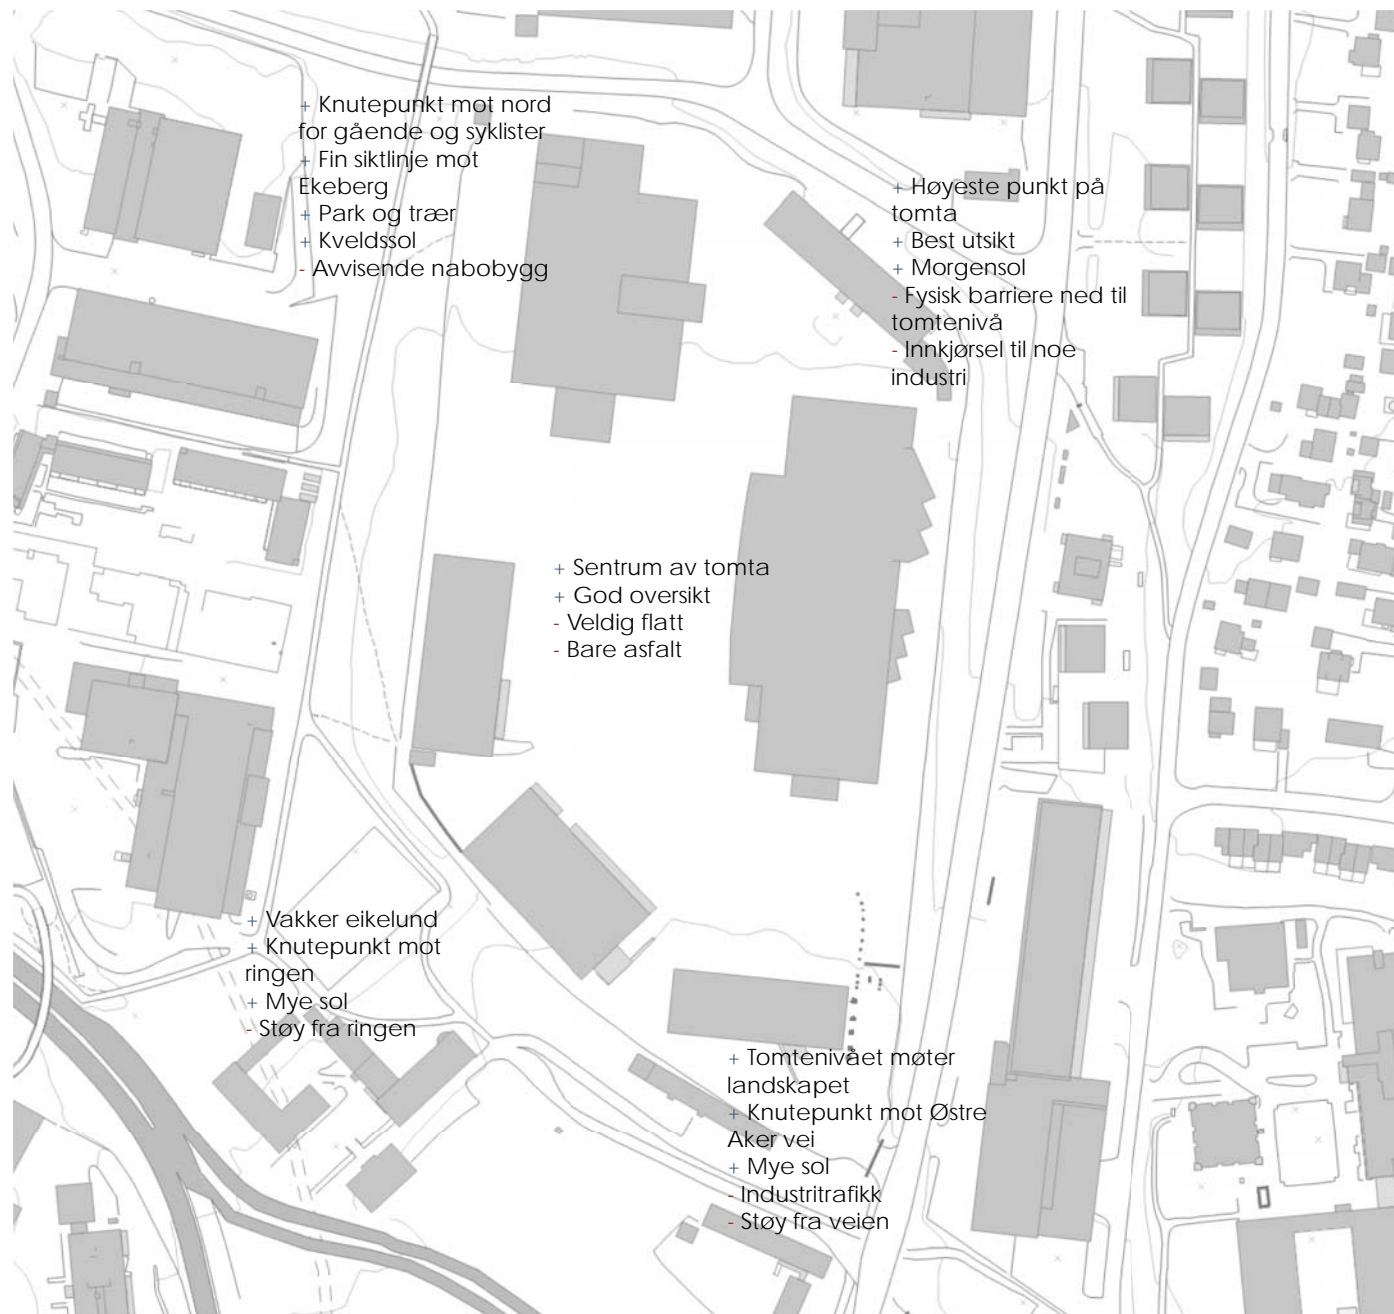 + Knutepunkt mot nord
for gående og syklister
+ Fin siktlinje mot
Ekeberg
+ Park og trær
+ Kveldssol
- Avvisende nabobygg
+ Høyeste punkt på
tomta
+ Best utsikt
+ Morgensol
- Fysisk barriere ned til
tomtenivå
- Innkjørsel til noe
industri
+ Sentrum av tomta
+ God oversikt
- Veldig flatt
- Bare asfalt
+ Vakker eikelund
+ Knutepunkt mot
ringen
+ Mye sol
- Støy fra ringen
+ Tomtenivået møter
landskapet
+ Knutepunkt mot Østre
Aker vei
+ Mye sol
- Industritrafikk
- Støy fra veien